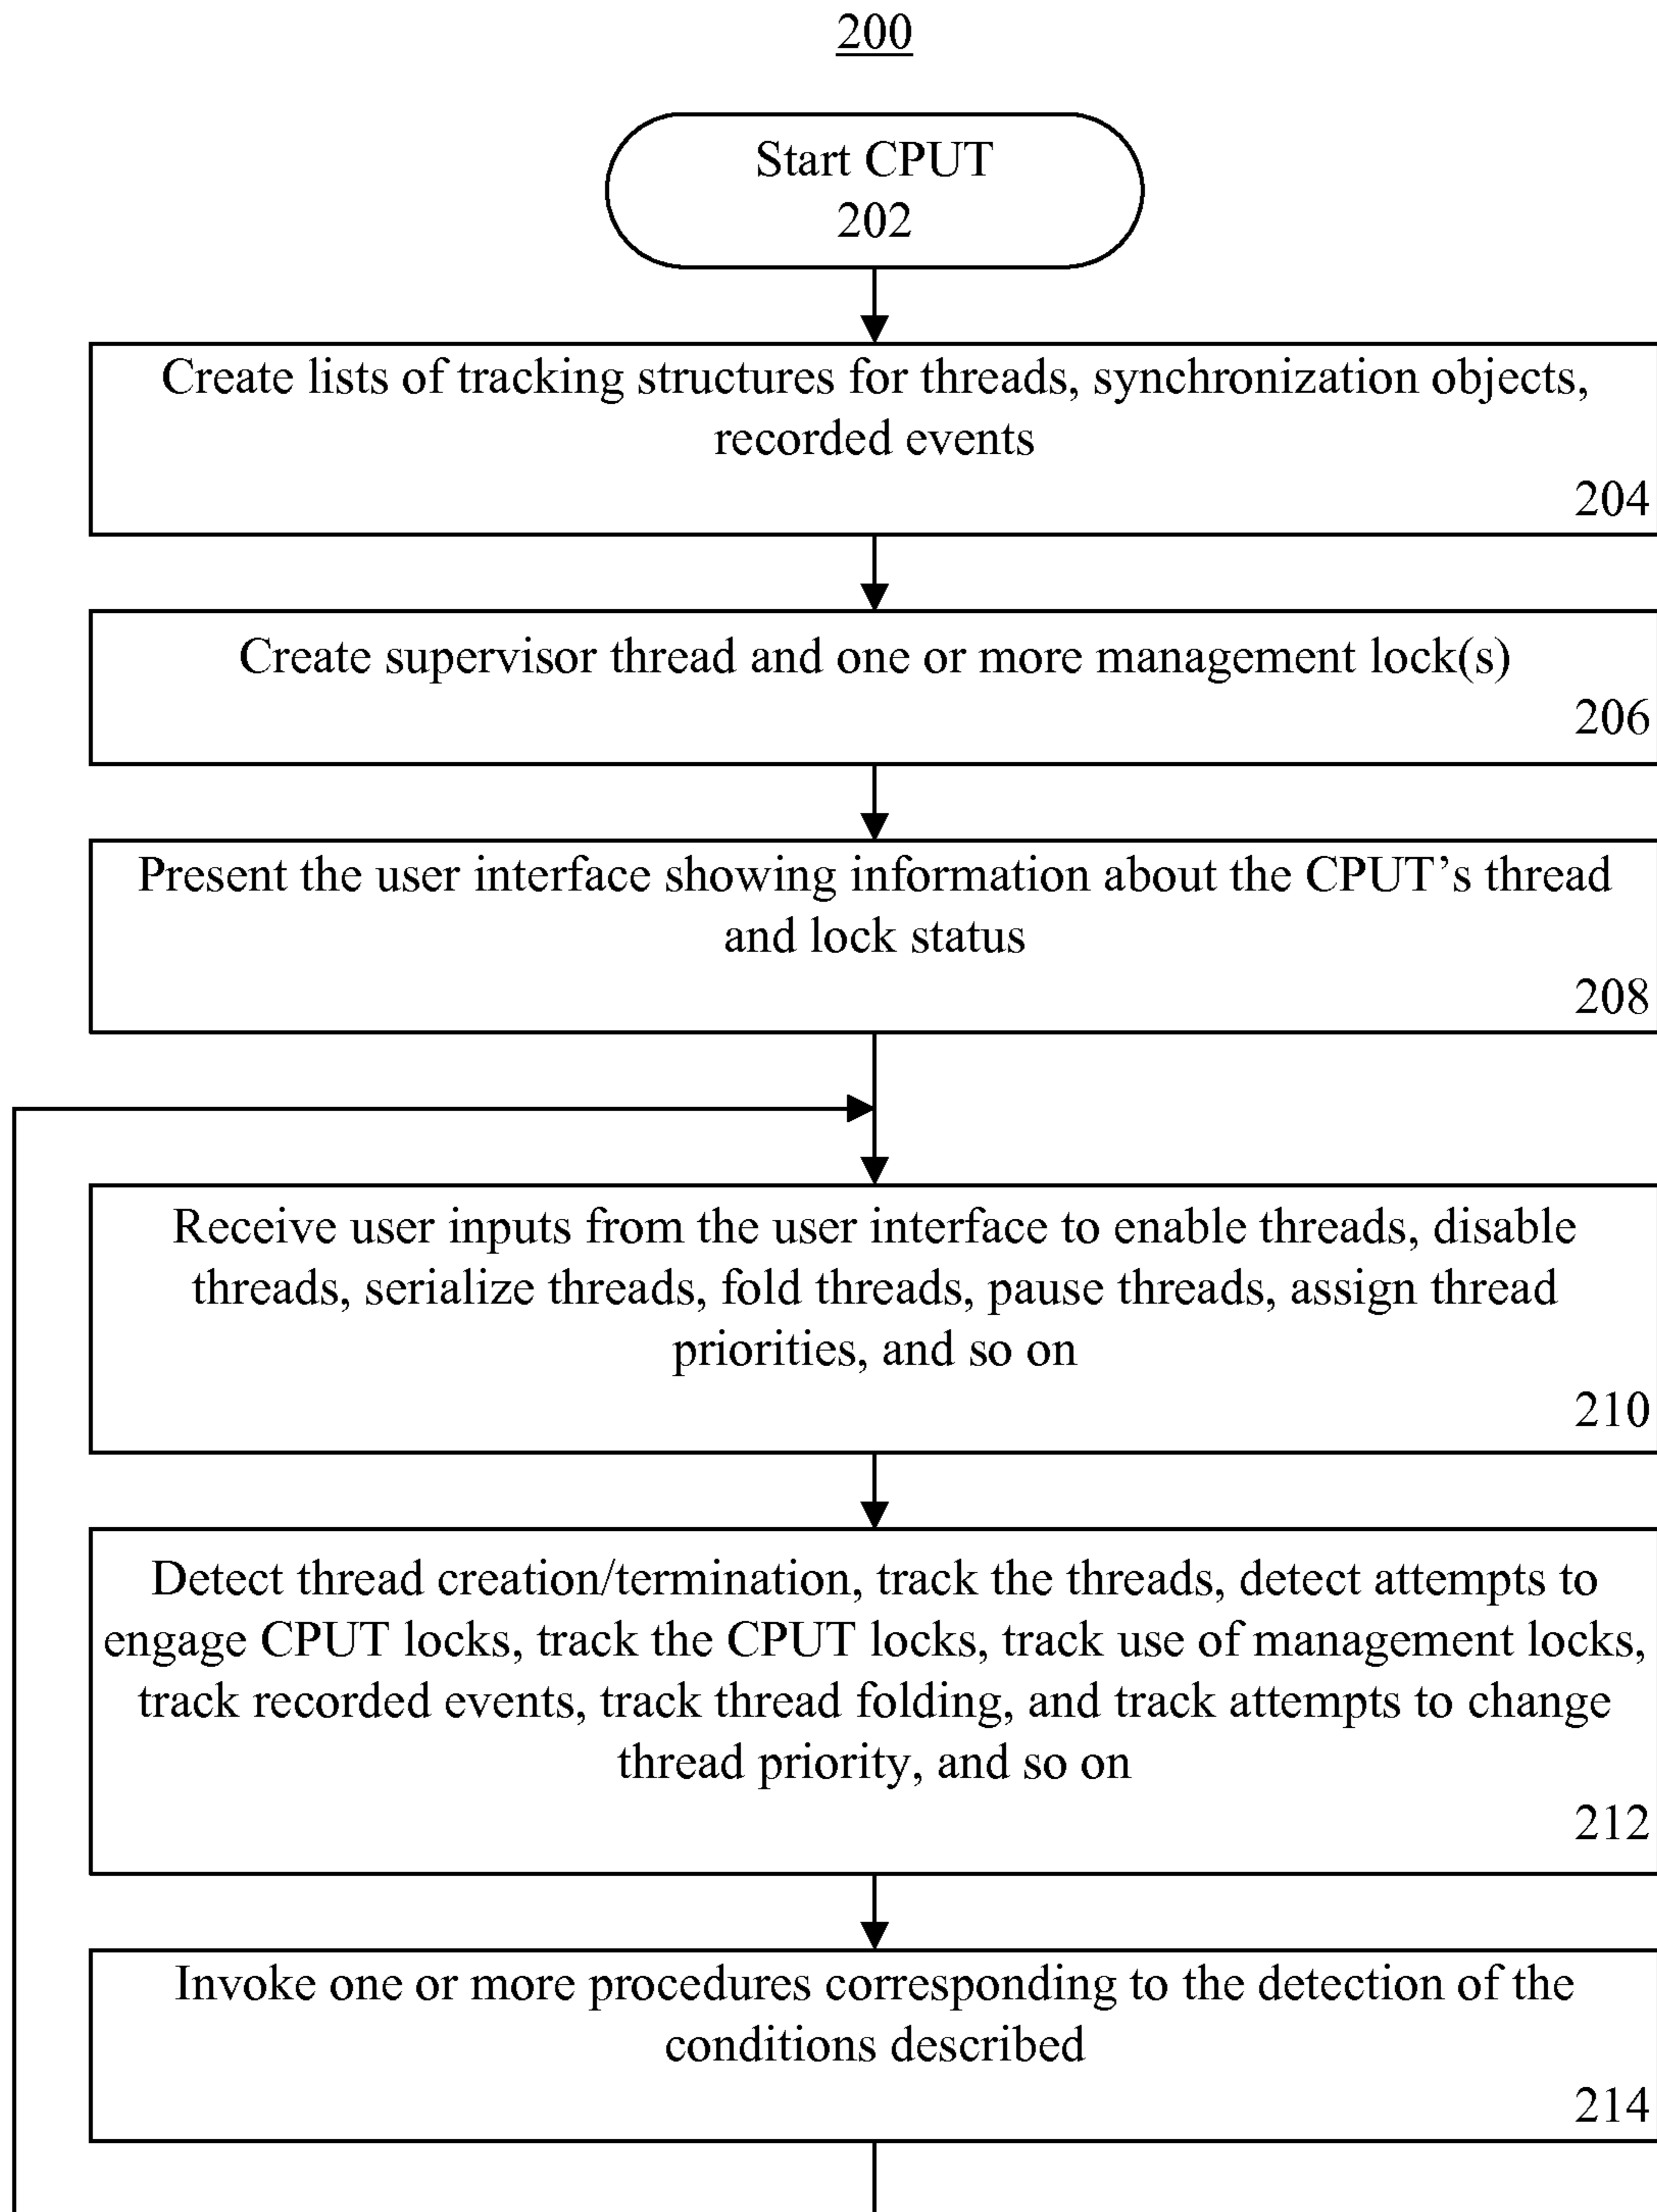 200
Start CPUT
202
Create lists of tracking structures for threads, synchronization objects,
recorded events
204
Create supervisor thread and one or more management lock(s)
206
Present the user interface showing information about the CPUT’s thread
and lock status
208
Receive user inputs from the user interface to enable threads, disable
threads, serialize threads, fold threads, pause threads, assign thread
priorities, and so on
210
Detect thread creation/termination, track the threads, detect attempts to
engage CPUT locks, track the CPUT locks, track use of management locks,
track recorded events, track thread folding, and track attempts to change
thread priority, and so on
212
Invoke one or more procedures corresponding to the detection of the
conditions described
214